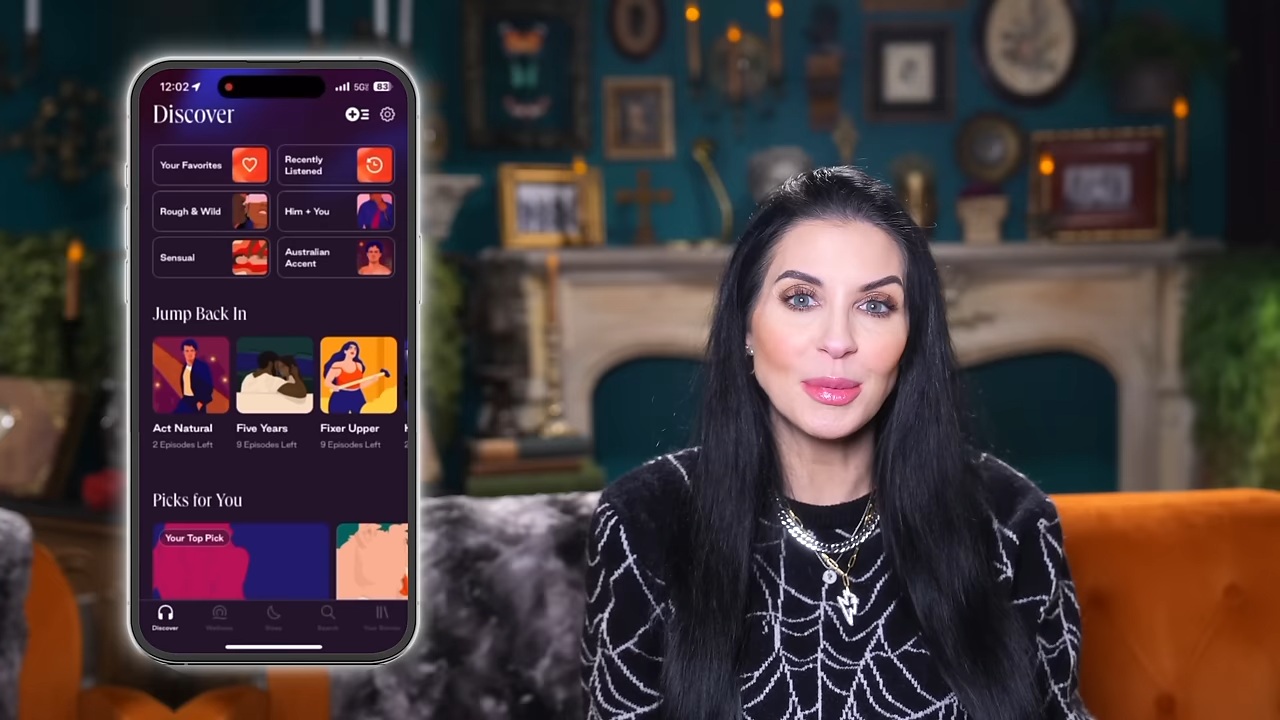 12:02
5G
83
Discover
Your Favorites
Recently
Listened
Rough & Wild
Him + You
Sensual
Australian
Accent
Jump Back In
Act Natural
Five Years
Fixer Upper
2 Episodes Left
9 Episodes Left
9 Episodes Left
Picks for You
Your Top Pick
Discover
Search